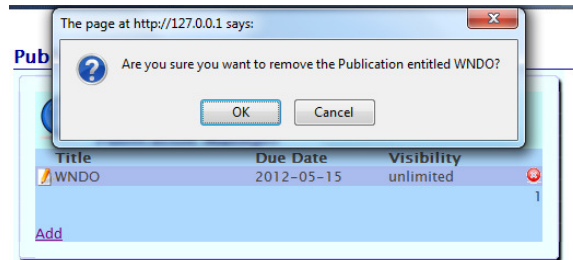 The page at http://127.0.0.1 says:
Pub
Are you sure you want to remove the Publication entitled WNDO?
OK Cancel
Title Due Date Visibility
WNDO 2012-05-15 unlimited
1
Add